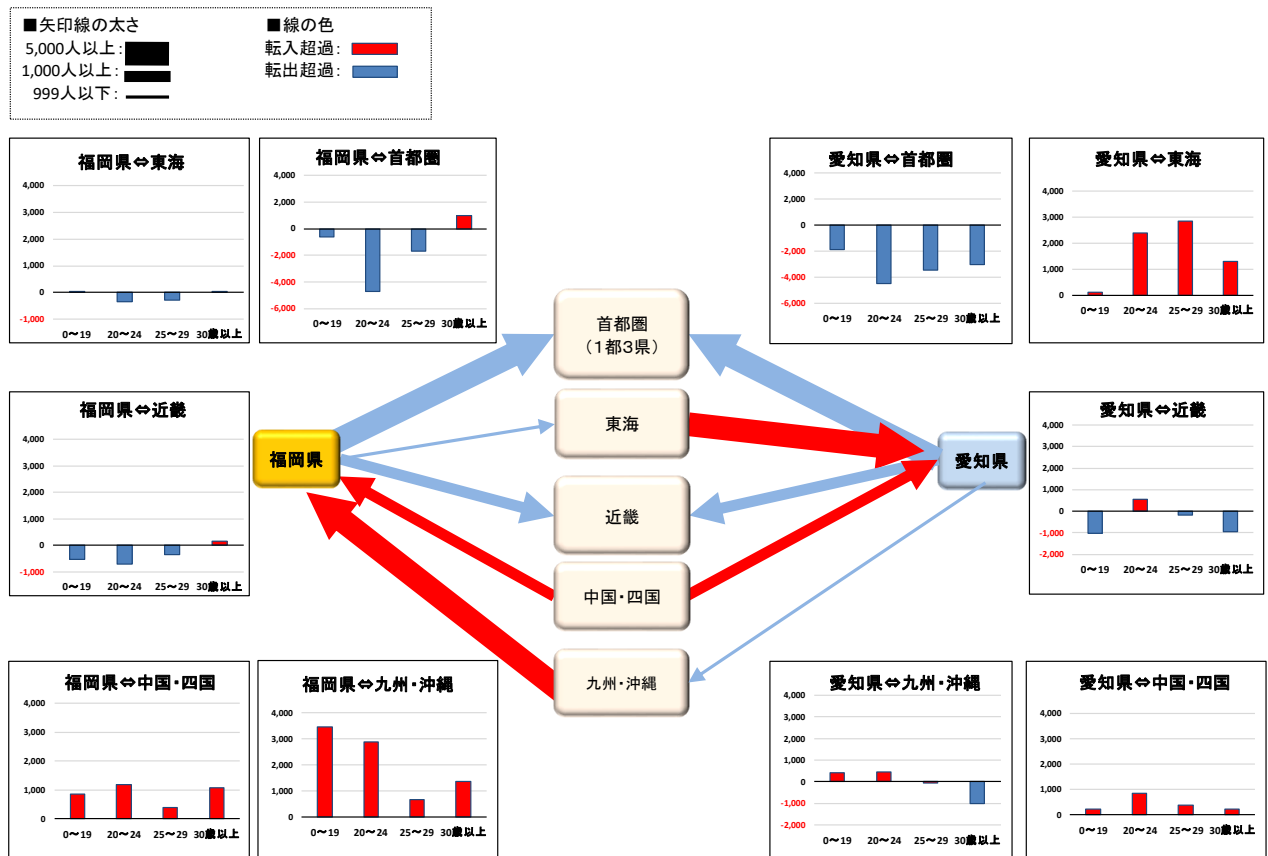 ■矢印線の太さ
5,000人以上：
1,000人以上：
999人以下：
■線の色
転入超過：
転出超過：
福岡県⇔東海
4,000
3,000
2,000
1,000
0
-1,000
0～19 20～24 25～29 30歳以上
福岡県⇔首都圏
4,000
2,000
0
-2,000
-4,000
-6,000
0～19 20～24 25～29 30歳以上
愛知県⇔首都圏
4,000
2,000
0
-2,000
-4,000
-6,000
0～19 20～24 25～29 30歳以上
愛知県⇔東海
4,000
3,000
2,000
1,000
0
0～19 20～24 25～29 30歳以上
福岡県⇔近畿
4,000
3,000
2,000
1,000
0
-1,000
0～19 20～24 25～29 30歳以上
福岡県
首都圏
（1都3県）
東海
近畿
中国・四国
九州・沖縄
愛知県
愛知県⇔近畿
4,000
3,000
2,000
1,000
0
-1,000
-2,000
0～19 20～24 25～29 30歳以上
福岡県⇔中国・四国
4,000
3,000
2,000
1,000
0
0～19 20～24 25～29 30歳以上
福岡県⇔九州・沖縄
4,000
3,000
2,000
1,000
0
0～19 20～24 25～29 30歳以上
愛知県⇔九州・沖縄
4,000
3,000
2,000
1,000
0
-1,000
-2,000
0～19 20～24 25～29 30歳以上
愛知県⇔中国・四国
4,000
3,000
2,000
1,000
0
0～19 20～24 25～29 30歳以上